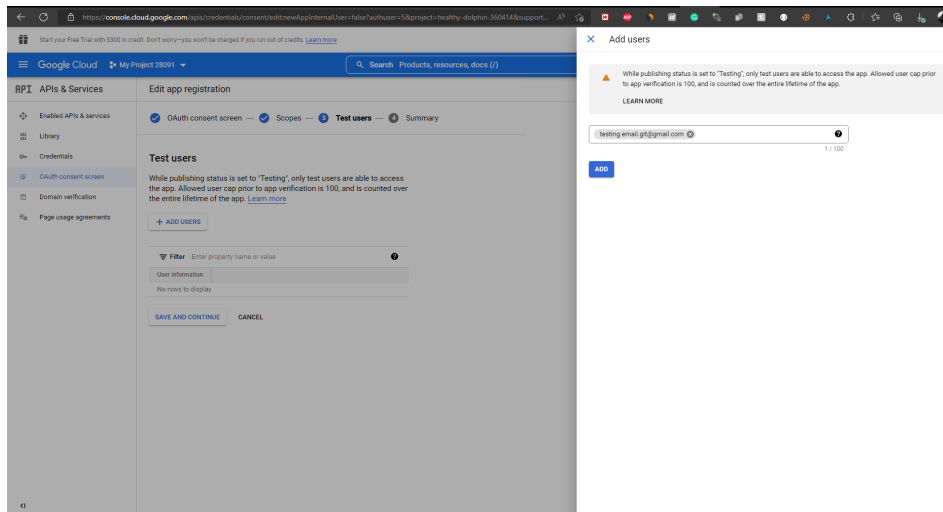 https://console.cloud.google.com/apis/credentials/consent/edit;newAppInternalUser=false?authuser=5&project=healthy-dolphin-360414&support...
Start your Free Trial with $300 in credit. Don't worry—you won't be charged if you run out of credits. Learn more
Google Cloud
My Project 28091
Search Products, resources, docs (/)
API APIs & Services
Enabled APIs & services
Library
Credentials
OAuth consent screen
Domain verification
Page usage agreements
Edit app registration
OAuth consent screen — Scopes — 3 Test users — 4 Summary
Test users
While publishing status is set to "Testing", only test users are able to access
the app. Allowed user cap prior to app verification is 100, and is counted over
the entire lifetime of the app. Learn more
+ ADD USERS
Filter Enter property name or value
User information
No rows to display
SAVE AND CONTINUE CANCEL
Add users
While publishing status is set to "Testing", only test users are able to access the app. Allowed user cap prior
to app verification is 100, and is counted over the entire lifetime of the app.
LEARN MORE
testing.email.git@gmail.com
1 / 100
ADD